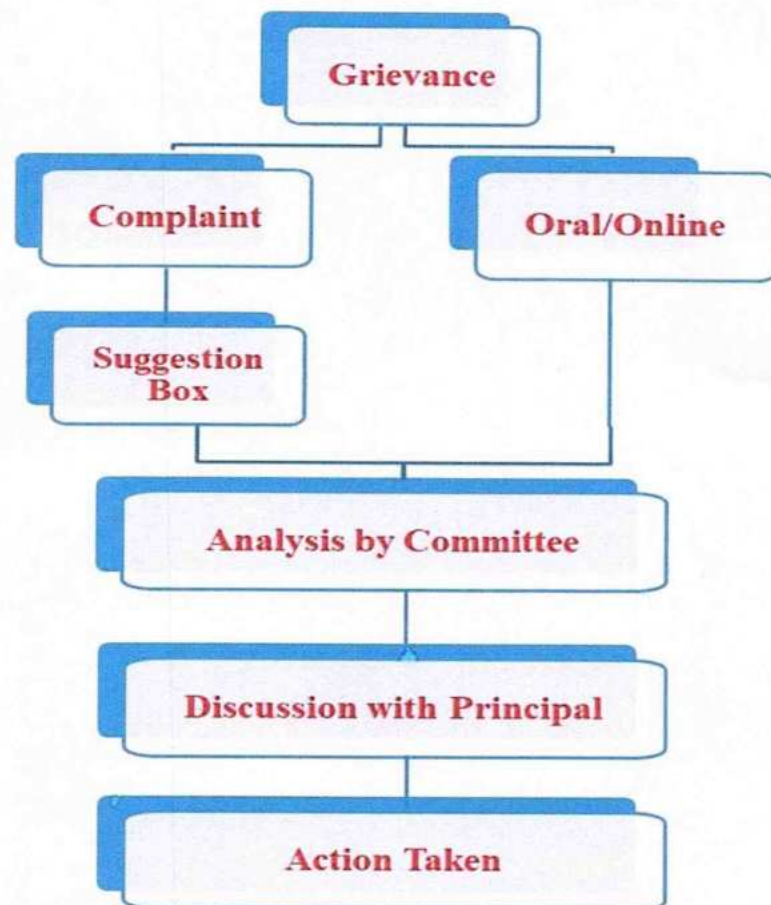 Grievance
Complaint
Oral/Online
Suggestion
Box
Analysis by Committee
Discussion with Principal
Action Taken